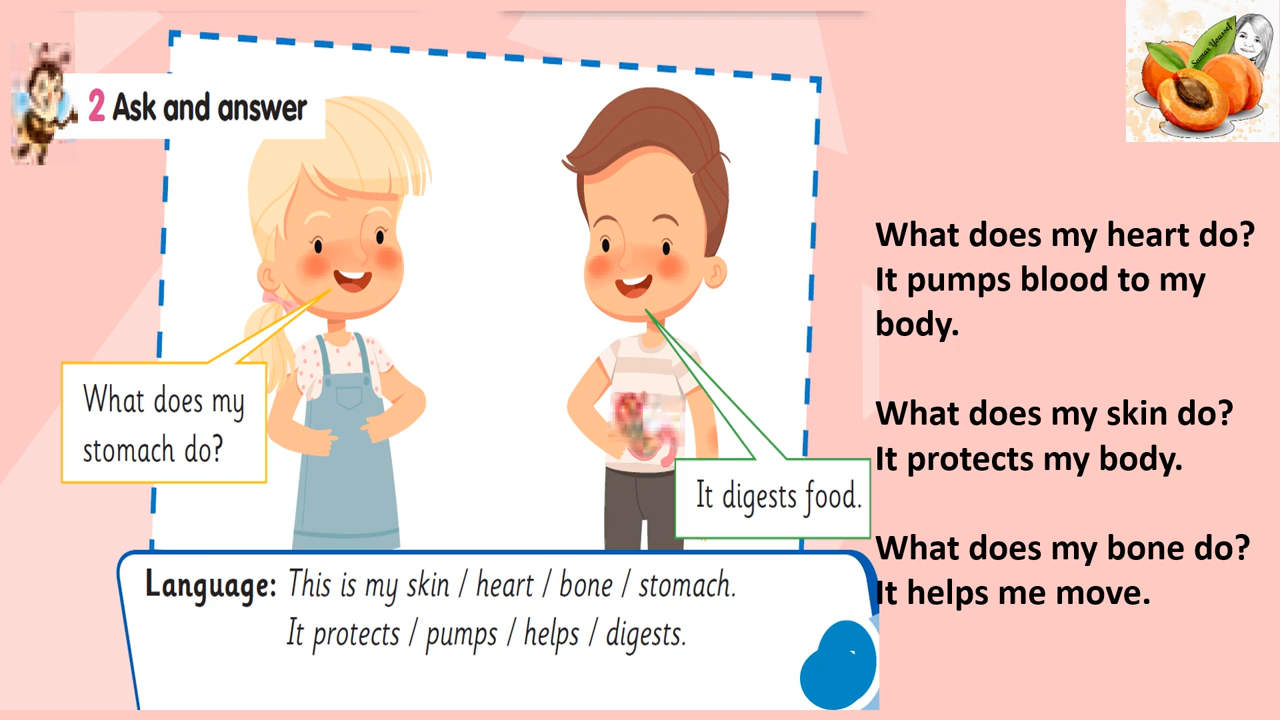 2 Ask and answer
What does my
stomach do?
It digests food.
Language: This is my skin / heart / bone / stomach.
It protects / pumps / helps / digests.
Samar Youssef
What does my heart do?
It pumps blood to my
body.
What does my skin do?
It protects my body.
What does my bone do?
It helps me move.